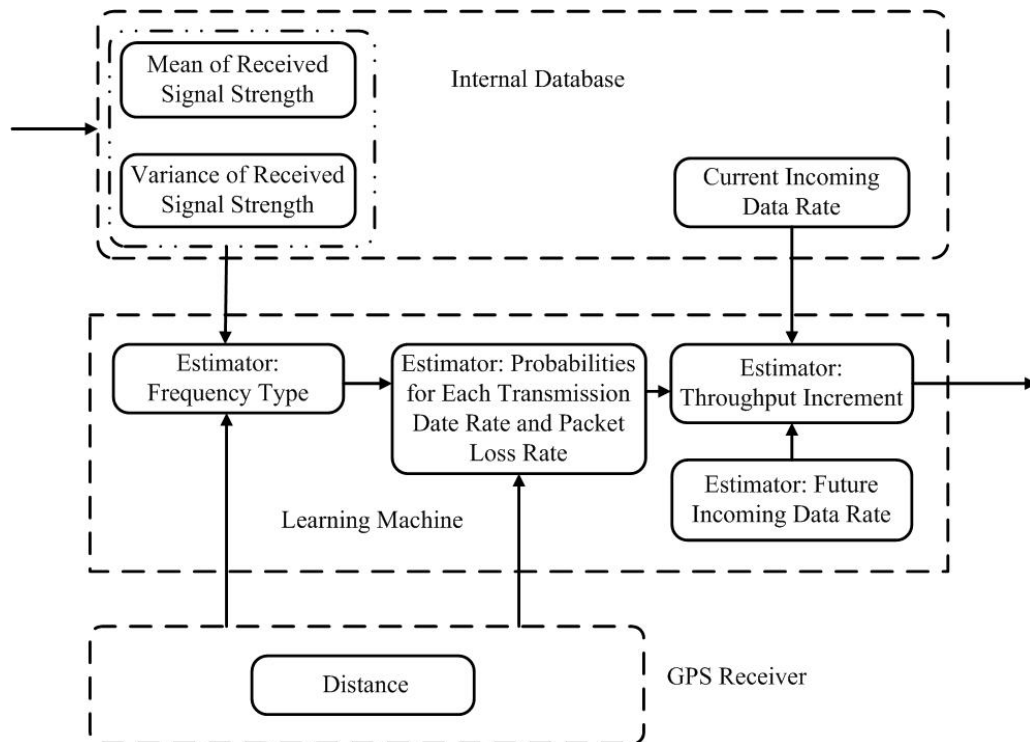 Mean of Received
Signal Strength
Internal Database
Variance of Received
Signal Strength
Current Incoming
Data Rate
Estimator:
Frequency Type
Estimator: Probabilities
for Each Transmission
Date Rate and Packet
Loss Rate
Estimator:
Throughput Increment
Estimator: Future
Incoming Data Rate
Learning Machine
Distance
GPS Receiver